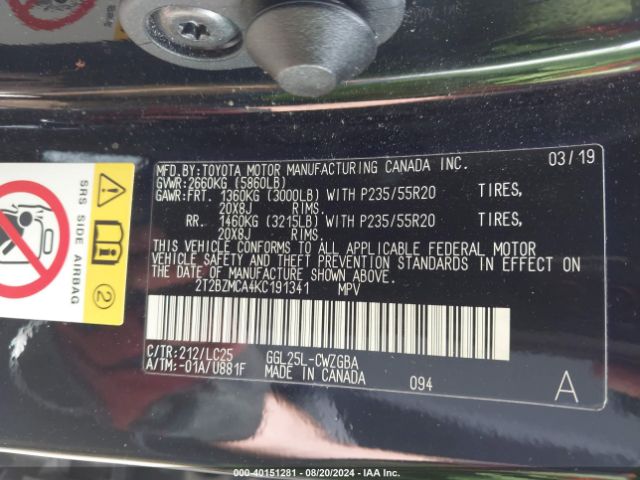 MFD.BY:TOYOTA MOTOR MANUFACTURING CANADA INC. 03/19
GVWR:2660KG (5860LB)
GAWR:FRT. 1360KG (3000LB) WITH P235/55R20 TIRES,
20X8J RIMS.
RR. 1460KG (3215LB) WITH P235/55R20 TIRES,
20X8J RIMS.
THIS VEHICLE CONFORMS TO ALL APPLICABLE FEDERAL MOTOR
VEHICLE SAFETY AND THEFT PREVENTION STANDARDS IN EFFECT ON
THE DATE OF MANUFACTURE SHOWN ABOVE.
2T2BZMCA4KC191341 MPV
C/TR:212/LC25 GGL25L-CWZGBA
A/TM:-01A/U881F MADE IN CANADA 094 A
SRS SIDE AIRBAG
2
000-40151281 - 08/20/2024 - IAA Inc.